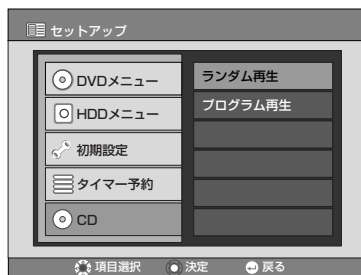 セットアップ
DVDメニュー
HDDメニュー
初期設定
タイマー予約
CD
ランダム再生
プログラム再生
項目選択 決定 戻る